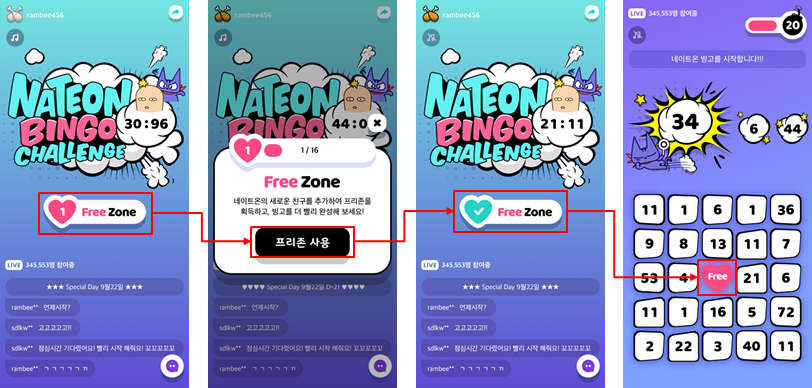 rambee456
NATEON
BINGO
CHALLENGE
30:96
1 Free Zone
LIVE 345,553명 참여중
★★★ Special Day 9월22일 ★★★
rambee** 언제시작?
sdlkw** 고고고고고!!
sdlkw** 점심시간 기다렸어요! 빨리 시작 해줘요! 꼬꼬꼬꼬꼬
rambee** ㄱㄱㄱㄱㄱㄲ
rambee456
NATEON
BINGO
44:0
1
1 / 16
Free Zone
네이트온의 새로운 친구를 추가하여 프리존을
획득하고, 빙고를 더 빨리 완성해 보세요!
프리존 사용
LIVE 345,553명 참여중
♥♥♥♥ Special Day 9월22일 D-21 ♥♥♥♥
rambee** 언제시작?
sdlkw** 고고고고고!!
sdlkw** 점심시간 기다렸어요! 빨리 시작 해줘요! 꼬꼬꼬꼬꼬꼬
rambee** ㄱㄱㄱㄱㄱㄲ
rambee456
NATEON
BINGO
CHALLENGE
21:11
Free Zone
LIVE 345,553명 참여중
★★★ Special Day 9월22일 ★★★
rambee** 언제시작?
sdlkw** 고고고고고!!
sdlkw** 점심시간 기다렸어요! 빨리 시작 해줘요! 꼬꼬꼬꼬꼬
rambee** ㄱㄱㄱㄱㄱㄲ
LIVE 345,553명 참여중
20
네이트온 빙고를 시작합니다!!!
34 6 44
11 1 6 1 36
9 8 13 11 7
53 4 Free 21 6
11 1 16 5 72
2 22 3 40 11